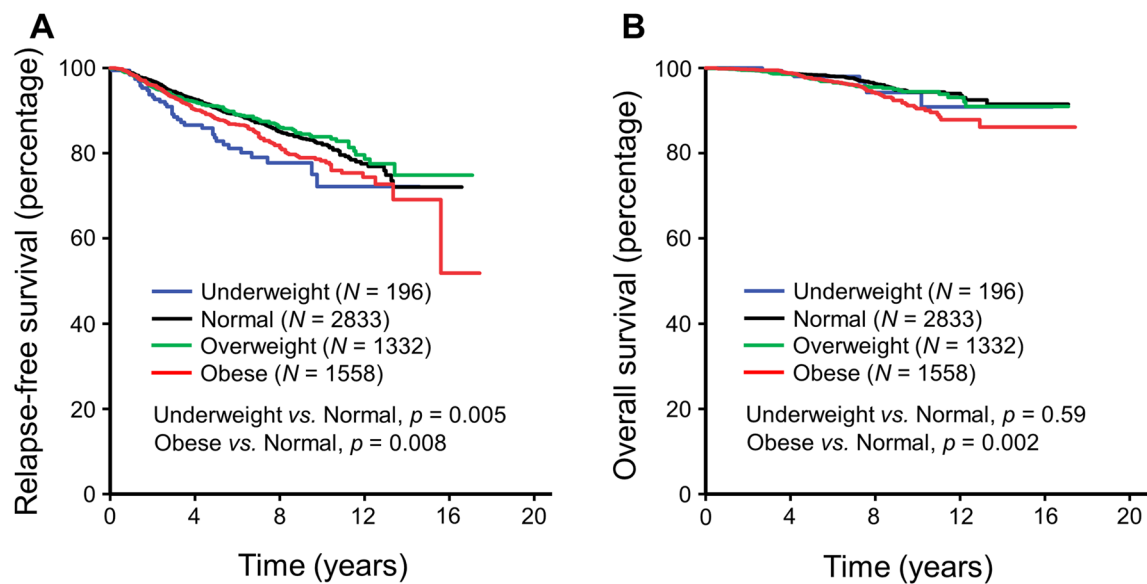 A
Relapse-free survival (percentage)
100
80
60
40
20
0
Underweight (N = 196)
Normal (N = 2833)
Overweight (N = 1332)
Obese (N = 1558)
Underweight vs. Normal, p = 0.005
Obese vs. Normal, p = 0.008
0 4 8 12 16 20
Time (years)
B
Overall survival (percentage)
100
80
60
40
20
0
Underweight (N = 196)
Normal (N = 2833)
Overweight (N = 1332)
Obese (N = 1558)
Underweight vs. Normal, p = 0.59
Obese vs. Normal, p = 0.002
0 4 8 12 16 20
Time (years)